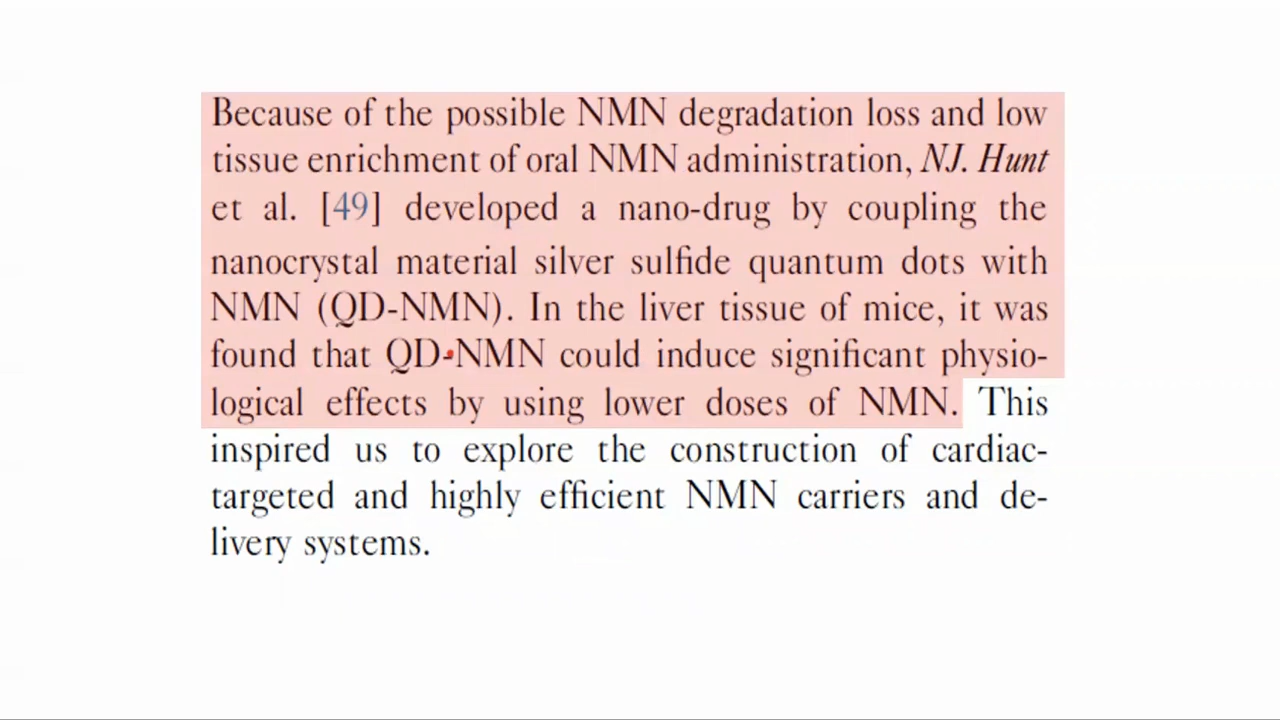 Because of the possible NMN degradation loss and low
tissue enrichment of oral NMN administration, NJ. Hunt
et al. [49] developed a nano-drug by coupling the
nanocrystal material silver sulfide quantum dots with
NMN (QD-NMN). In the liver tissue of mice, it was
found that QD-NMN could induce significant physio-
logical effects by using lower doses of NMN. This
inspired us to explore the construction of cardiac-
targeted and highly efficient NMN carriers and de-
livery systems.